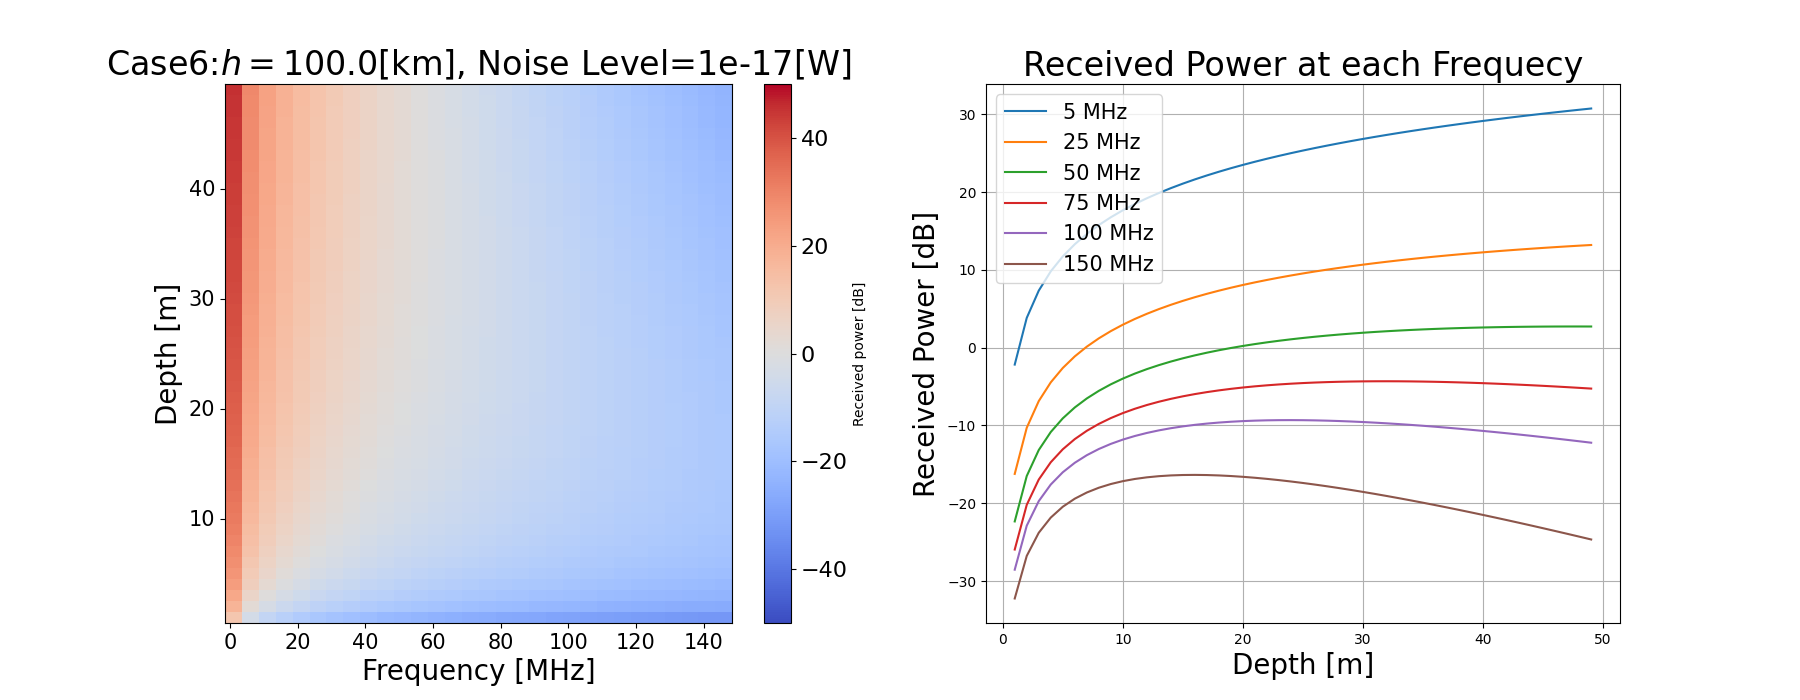 Case6:h = 100.0[km], Noise Level=1e-17[W]
Depth [m]
40
30
20
10
0 20 40 60 80 100 120 140
Frequency [MHz]
40
20
0
−20
−40
Received power [dB]
Received Power at each Frequecy
5 MHz
25 MHz
50 MHz
75 MHz
100 MHz
150 MHz
Received Power [dB]
30
20
10
0
−10
−20
−30
0 10 20 30 40 50
Depth [m]